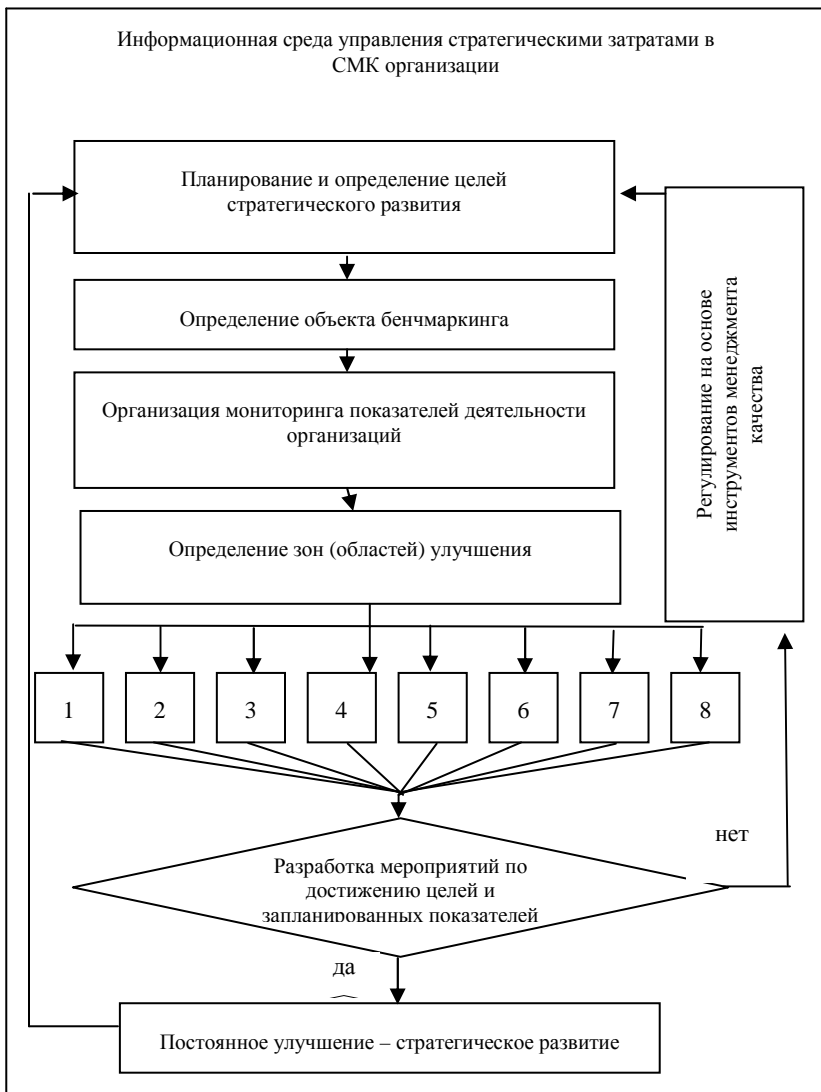 Информационная среда управления стратегическими затратами в
СМК организации
Планирование и определение целей
стратегического развития
Определение объекта бенчмаркинга
Организация мониторинга показателей деятельности
организаций
Определение зон (областей) улучшения
Регулирование на основе
инструментов менеджмента
качества
1 2 3 4 5 6 7 8
нет
Разработка мероприятий по
достижению целей и
запланированных показателей
да
Постоянное улучшение – стратегическое развитие